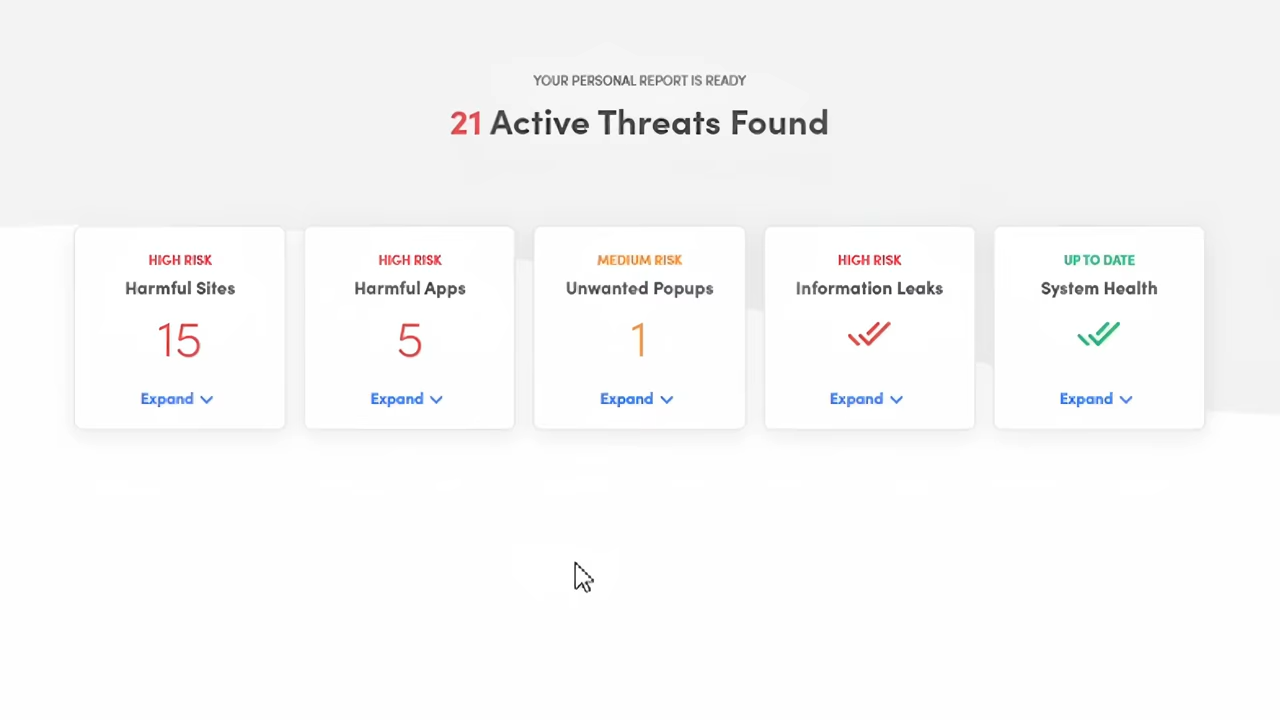 YOUR PERSONAL REPORT IS READY
21 Active Threats Found
HIGH RISK
Harmful Sites
15
Expand
HIGH RISK
Harmful Apps
5
Expand
MEDIUM RISK
Unwanted Popups
1
Expand
HIGH RISK
Information Leaks
Expand
UP TO DATE
System Health
Expand